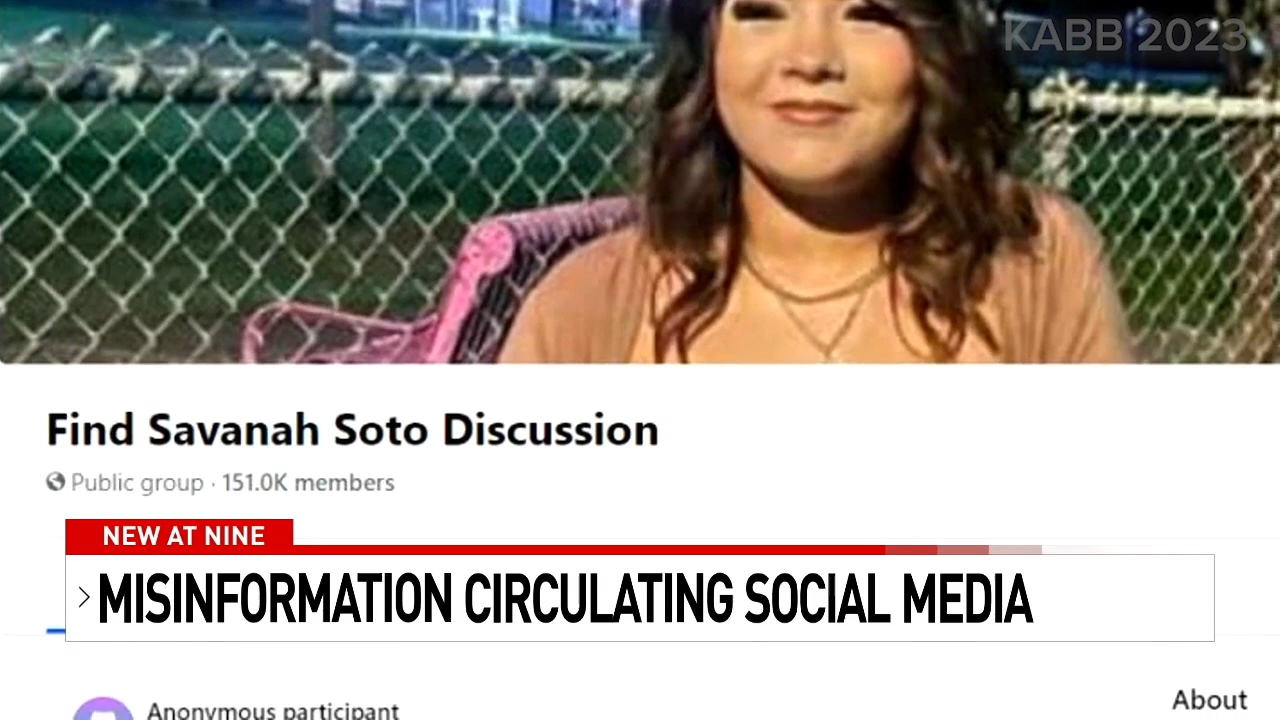 KABB 2023
Find Savanah Soto Discussion
Public group · 151.0K members
NEW AT NINE
MISINFORMATION CIRCULATING SOCIAL MEDIA
About
Anonymous participant